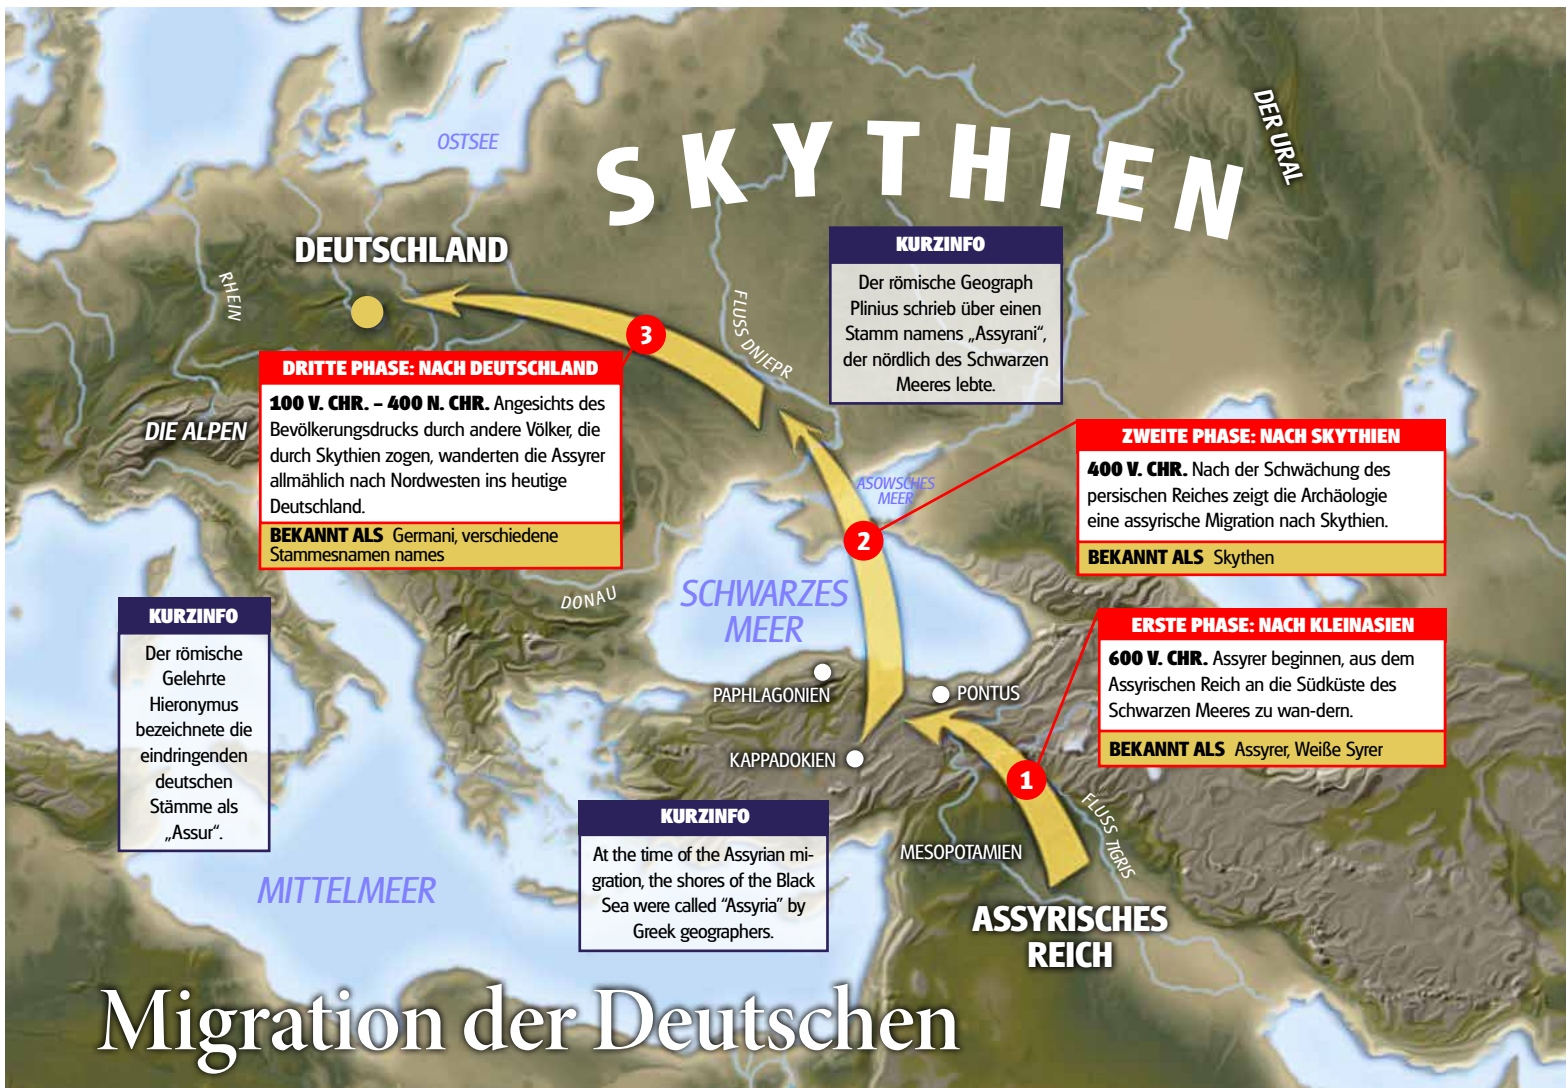 OSTSEE
SKYTHIEN
DER URAL
DEUTSCHLAND
RHEIN
FLUSS DNJEPR
KURZINFO
Der römische Geograph
Plinius schrieb über einen
Stamm namens „Assyrani“,
der nördlich des Schwarzen
Meeres lebte.
3
DRITTE PHASE: NACH DEUTSCHLAND
100 V. CHR. – 400 N. CHR. Angesichts des
Bevölkerungsdrucks durch andere Völker, die
durch Skythien zogen, wanderten die Assyrer
allmählich nach Nordwesten ins heutige
Deutschland.
BEKANNT ALS Germani, verschiedene
Stammesnamen names
DIE ALPEN
ZWEITE PHASE: NACH SKYTHIEN
400 V. CHR. Nach der Schwächung des
persischen Reiches zeigt die Archäologie
eine assyrische Migration nach Skythien.
BEKANNT ALS Skythen
ASOWSCHES
MEER
2
SCHWARZES
MEER
DONAU
KURZINFO
Der römische
Gelehrte
Hieronymus
bezeichnete die
eindringenden
deutschen
Stämme als
„Assur“.
ERSTE PHASE: NACH KLEINASIEN
600 V. CHR. Assyrer beginnen, aus dem
Assyrischen Reich an die Südküste des
Schwarzen Meeres zu wan-dern.
BEKANNT ALS Assyrer, Weiße Syrer
PAPHLAGONIEN
PONTUS
KAPPADOKIEN
1
FLUSS TIGRIS
KURZINFO
At the time of the Assyrian mi-
gration, the shores of the Black
Sea were called “Assyria” by
Greek geographers.
MESOPOTAMIEN
MITTELMEER
ASSYRISCHES
REICH
Migration der Deutschen